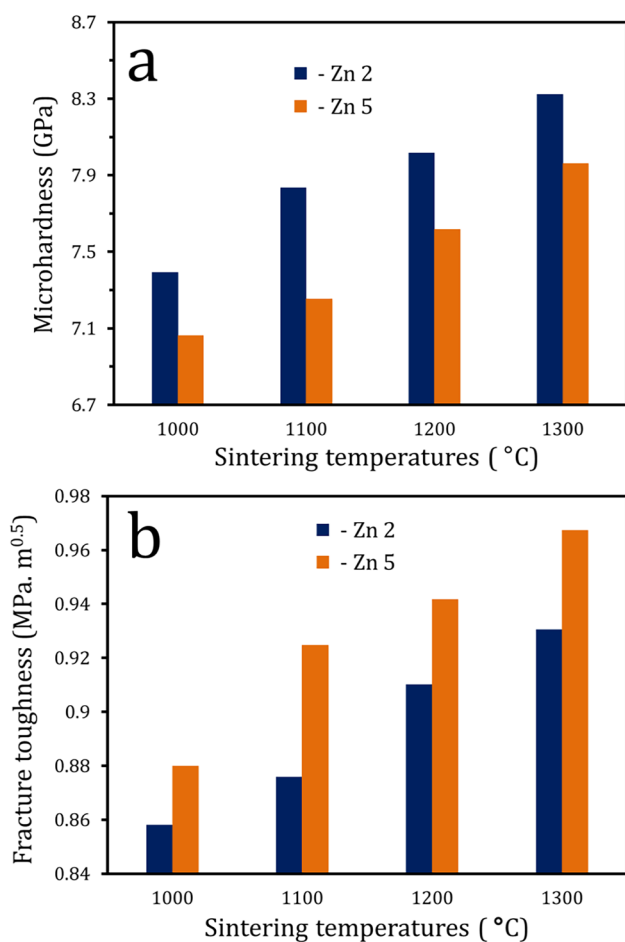 a
- Zn 2
- Zn 5
Microhardness (GPa)
8.7
8.3
7.9
7.5
7.1
6.7
1000 1100 1200 1300
Sintering temperatures ( °C)
b
- Zn 2
- Zn 5
Fracture toughness (MPa. m0.5)
0.98
0.96
0.94
0.92
0.9
0.88
0.86
0.84
1000 1100 1200 1300
Sintering temperatures ( °C)